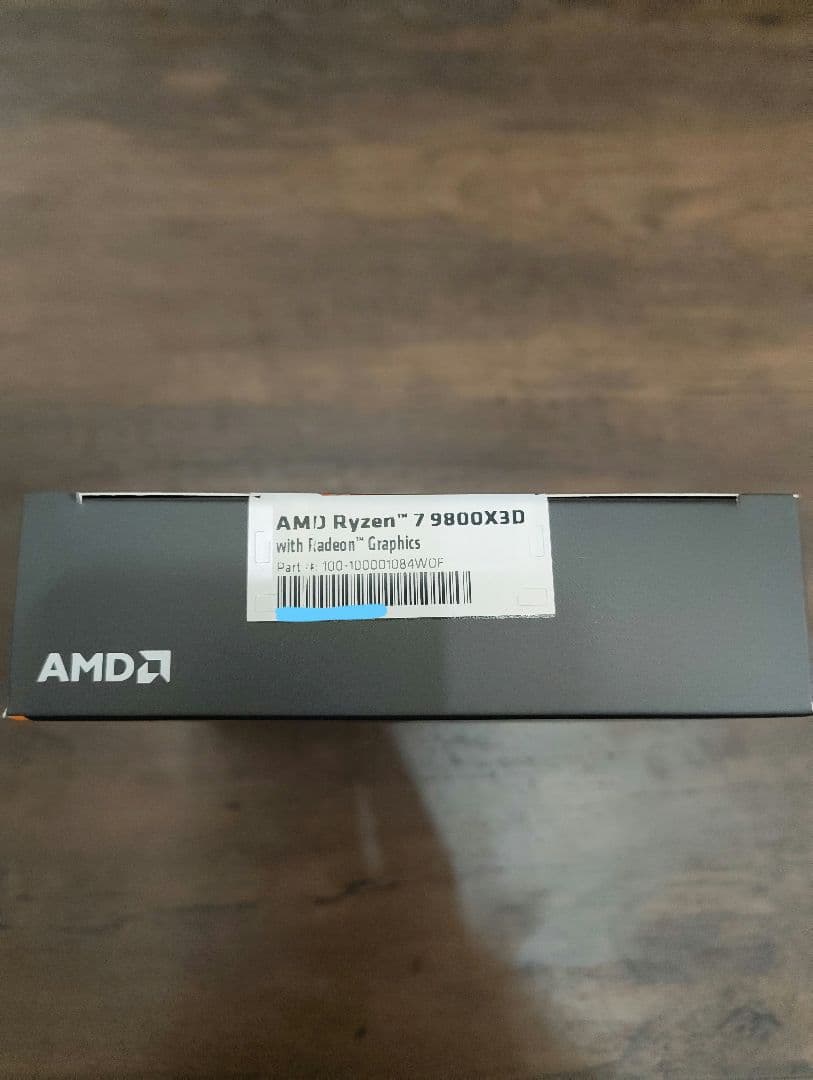 AMD Ryzen™ 7 9800X3D
with Radeon™ Graphics
Part #: 100-100001084WOF
AMD